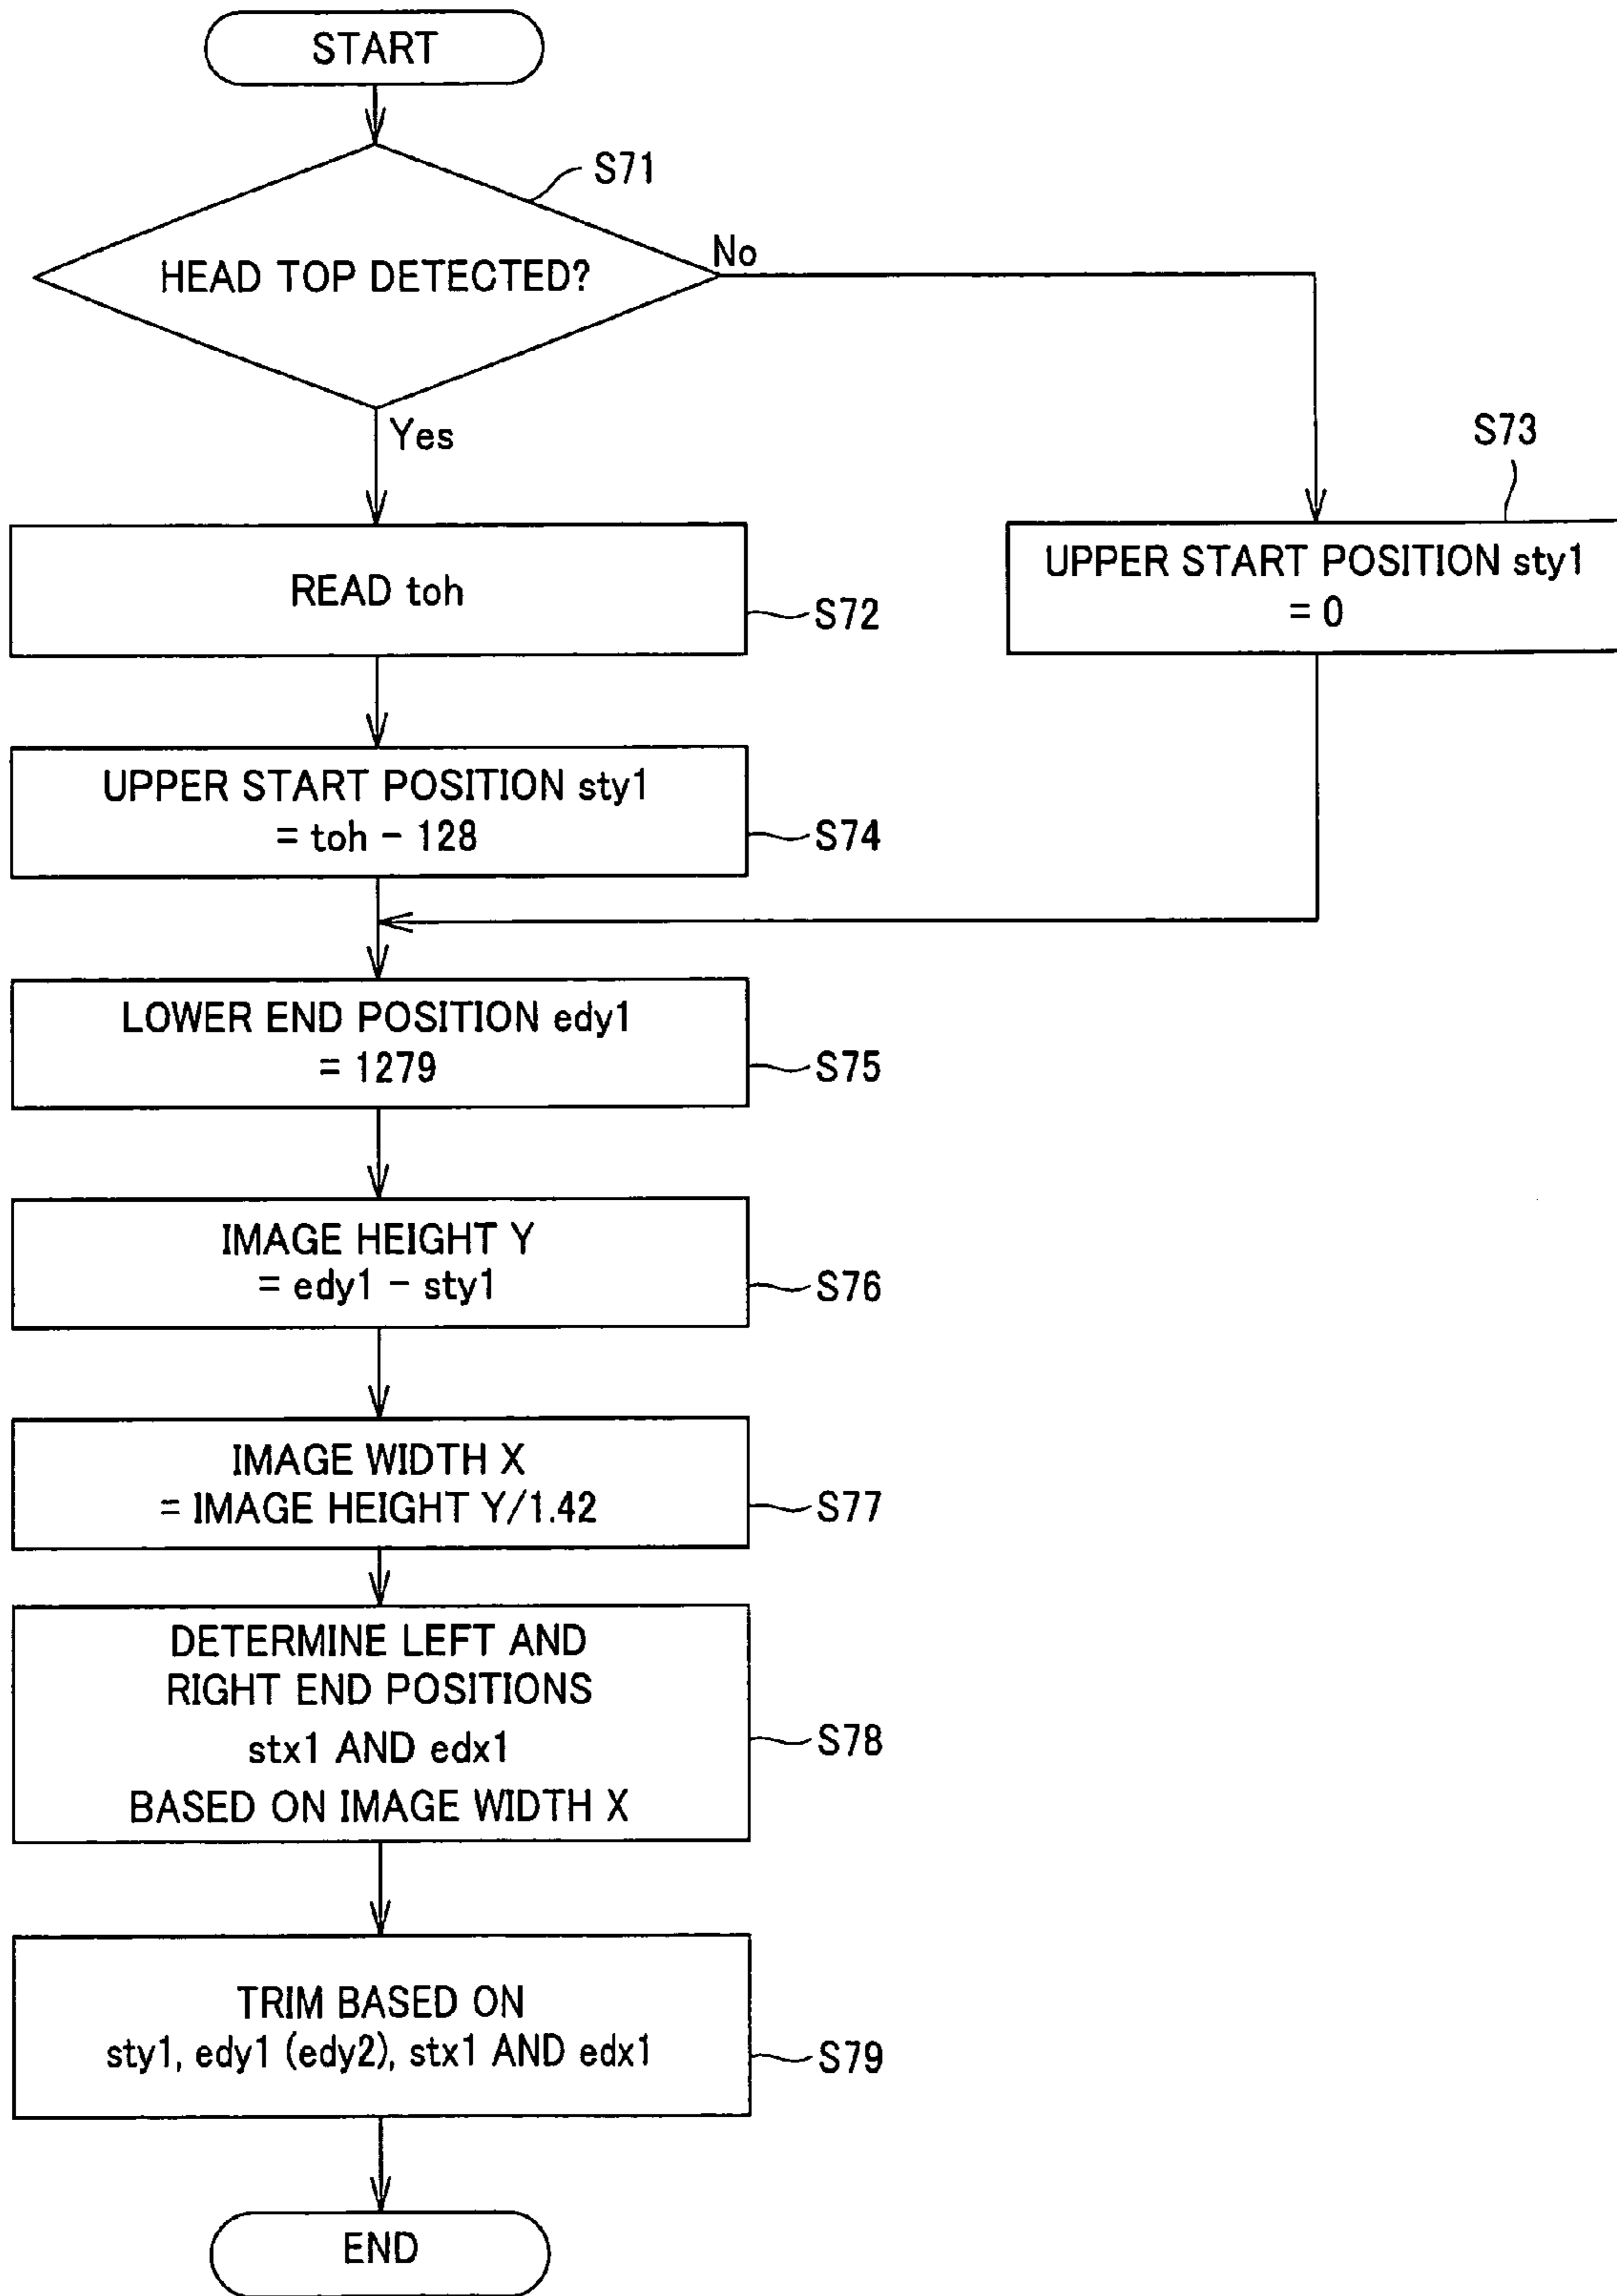 START
S71
HEAD TOP DETECTED?
No
Yes
S73
UPPER START POSITION sty1
= 0
READ toh
S72
UPPER START POSITION sty1
= toh - 128
S74
LOWER END POSITION edy1
= 1279
S75
IMAGE HEIGHT Y
= edy1 - sty1
S76
IMAGE WIDTH X
= IMAGE HEIGHT Y/1.42
S77
DETERMINE LEFT AND
RIGHT END POSITIONS
stx1 AND edx1
BASED ON IMAGE WIDTH X
S78
TRIM BASED ON
sty1, edy1 (edy2), stx1 AND edx1
S79
END